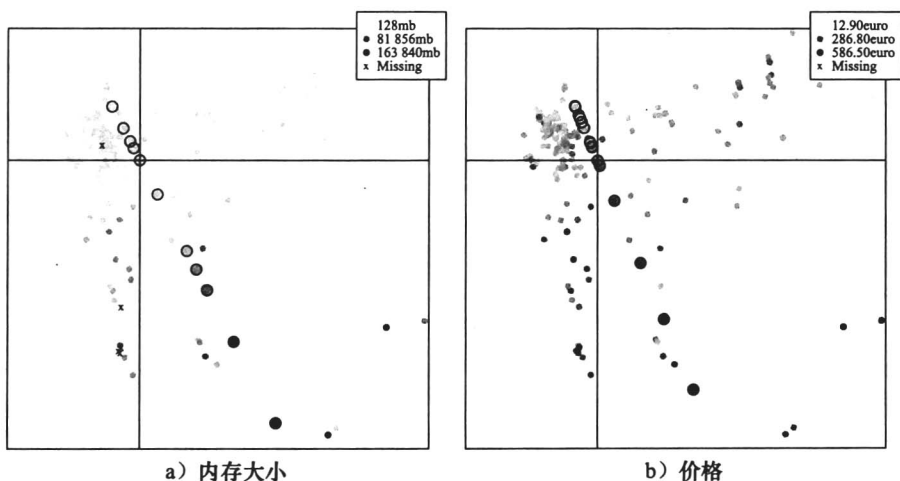 128mb
81 856mb
163 840mb
x Missing
12.90euro
286.80euro
586.50euro
x Missing
a）内存大小
b）价格